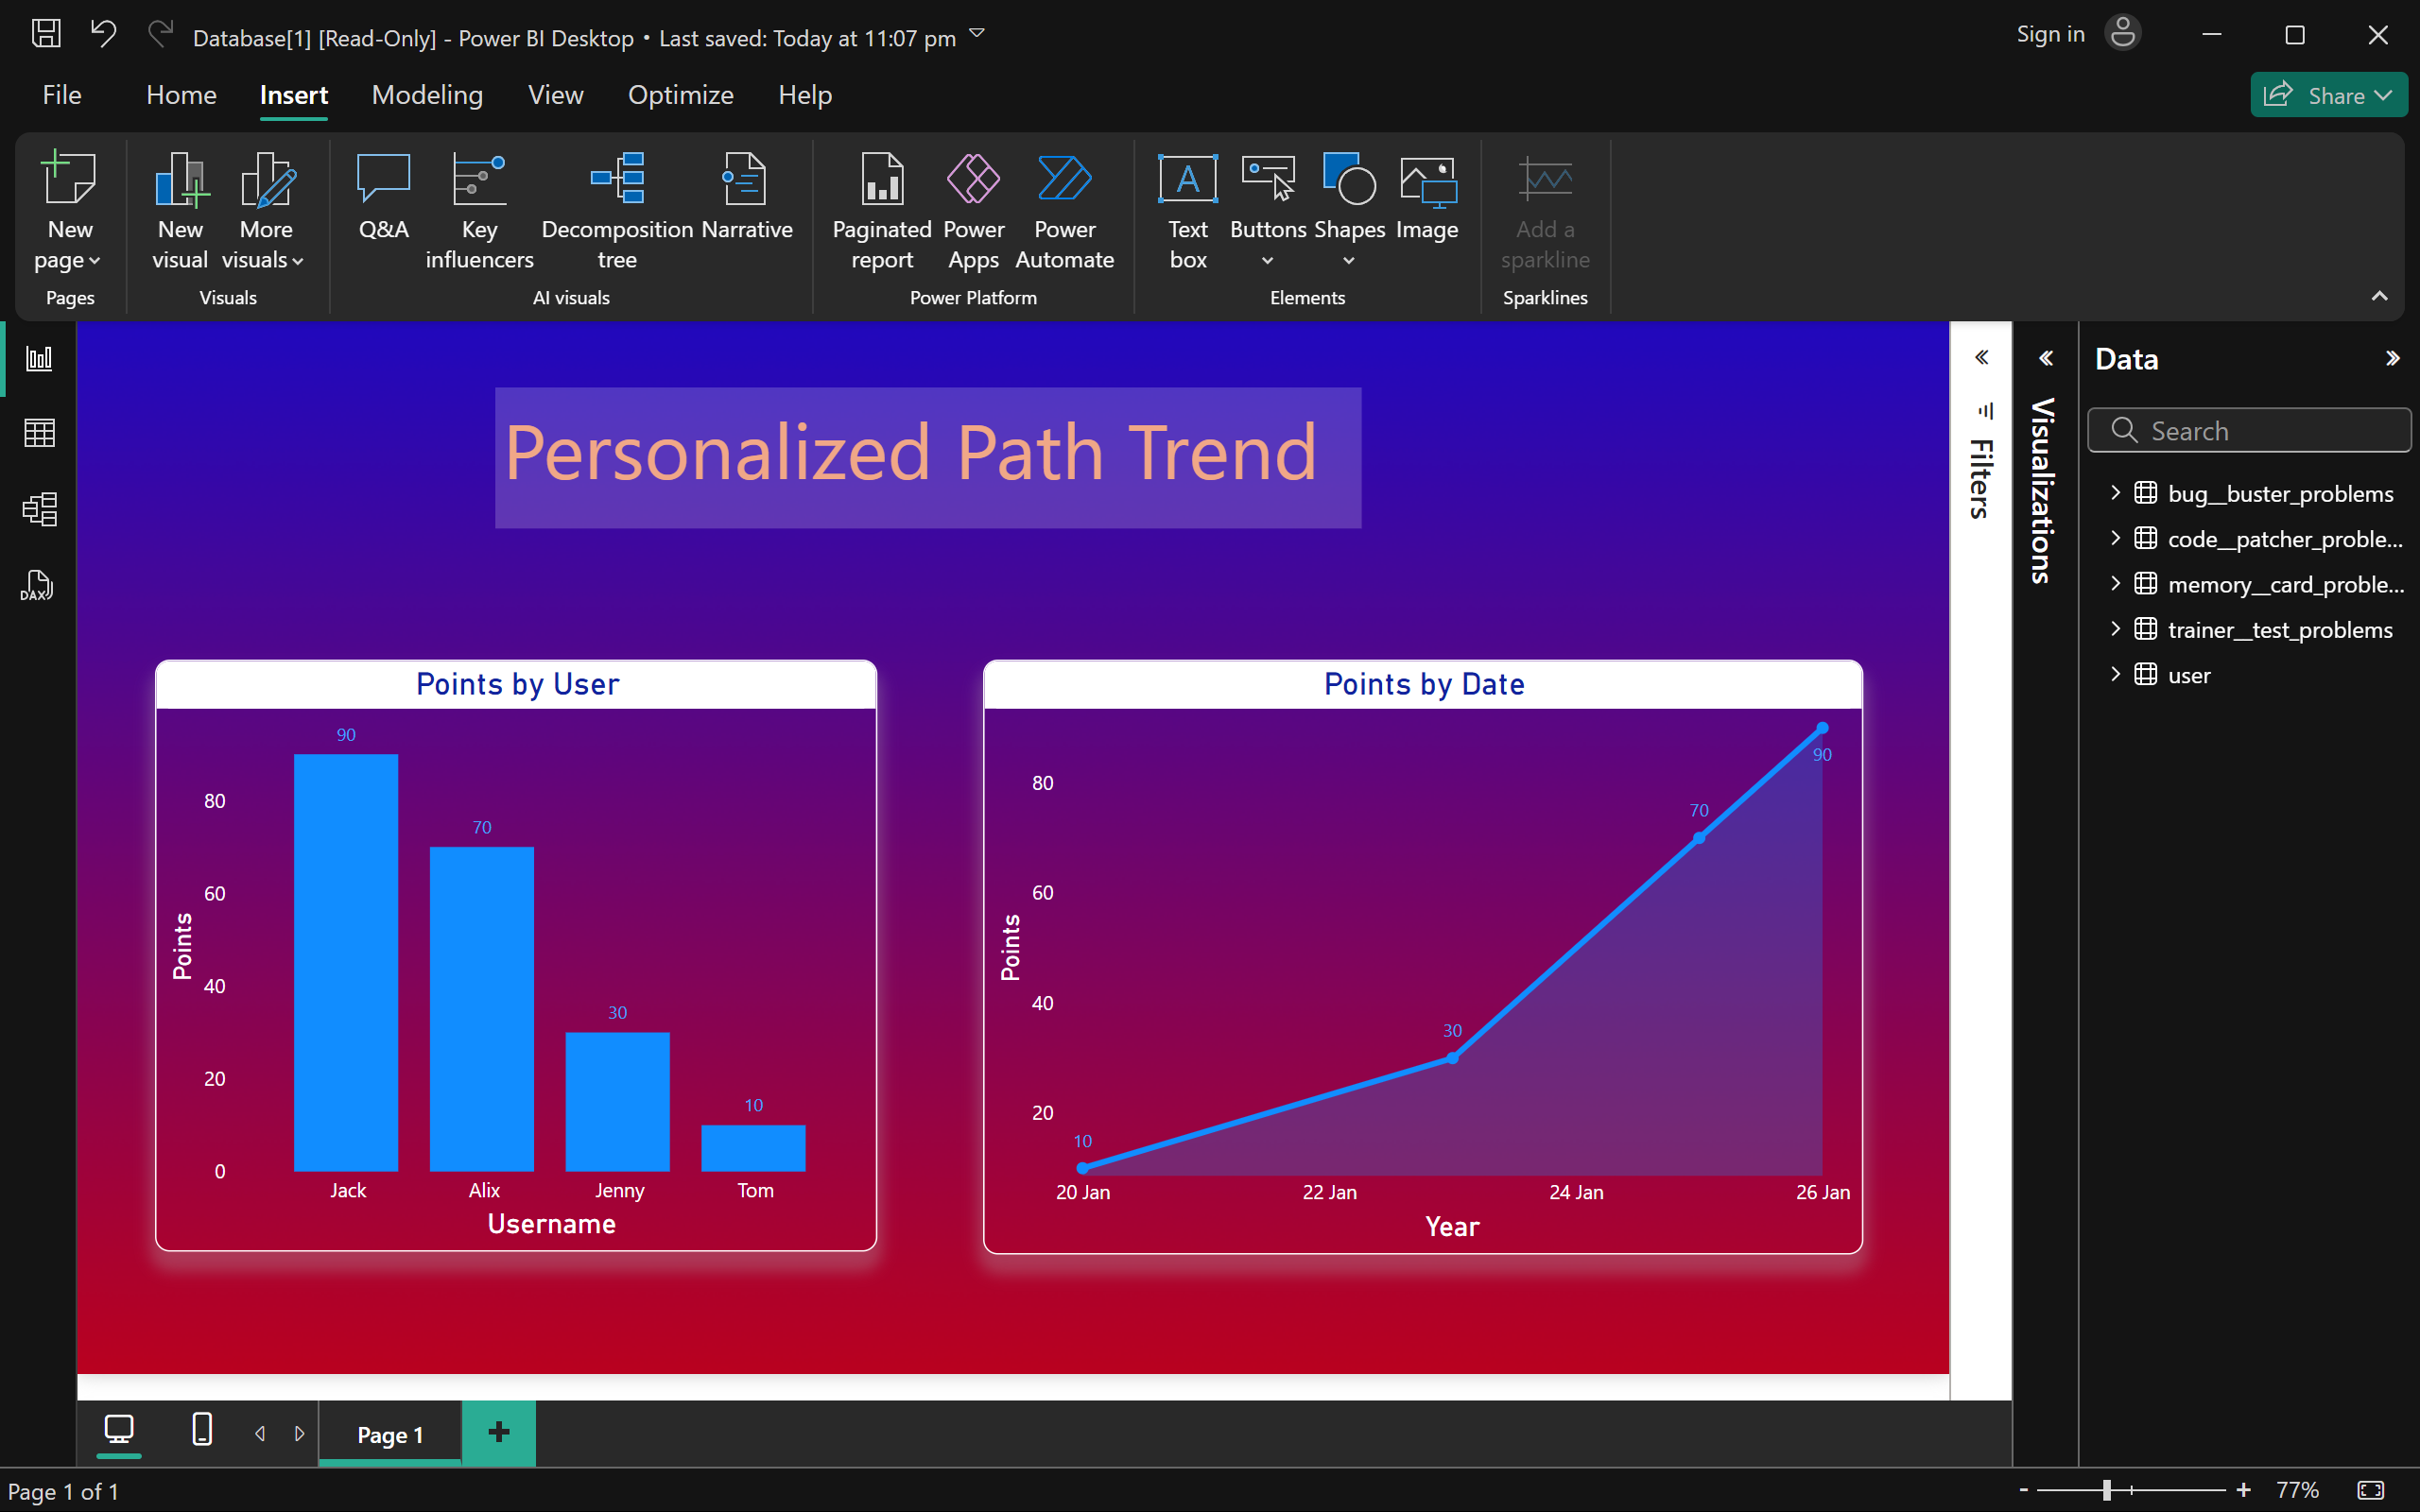 Database[1] [Read-Only] - Power BI Desktop • Last saved: Today at 11:07 pm
Sign in
File Home Insert Modeling View Optimize Help
Share
New page
Pages
New visual
More visuals
Visuals
Q&A
Key influencers
Decomposition tree
Narrative
AI visuals
Paginated report
Power Apps
Power Automate
Power Platform
A
Text box
Buttons
Shapes
Image
Elements
Add a sparkline
Sparklines
DAX
Personalized Path Trend
Points by User
Points
80
60
40
20
0
90
70
30
10
Jack Alix Jenny Tom
Username
Points by Date
Points
80
60
40
20
10
30
70
90
20 Jan 22 Jan 24 Jan 26 Jan
Year
Filters
Visualizations
Data
Search
bug_buster_problems
code_patcher_proble...
memory_card_proble...
trainer_test_problems
user
Page 1
+
Page 1 of 1
- + 77%